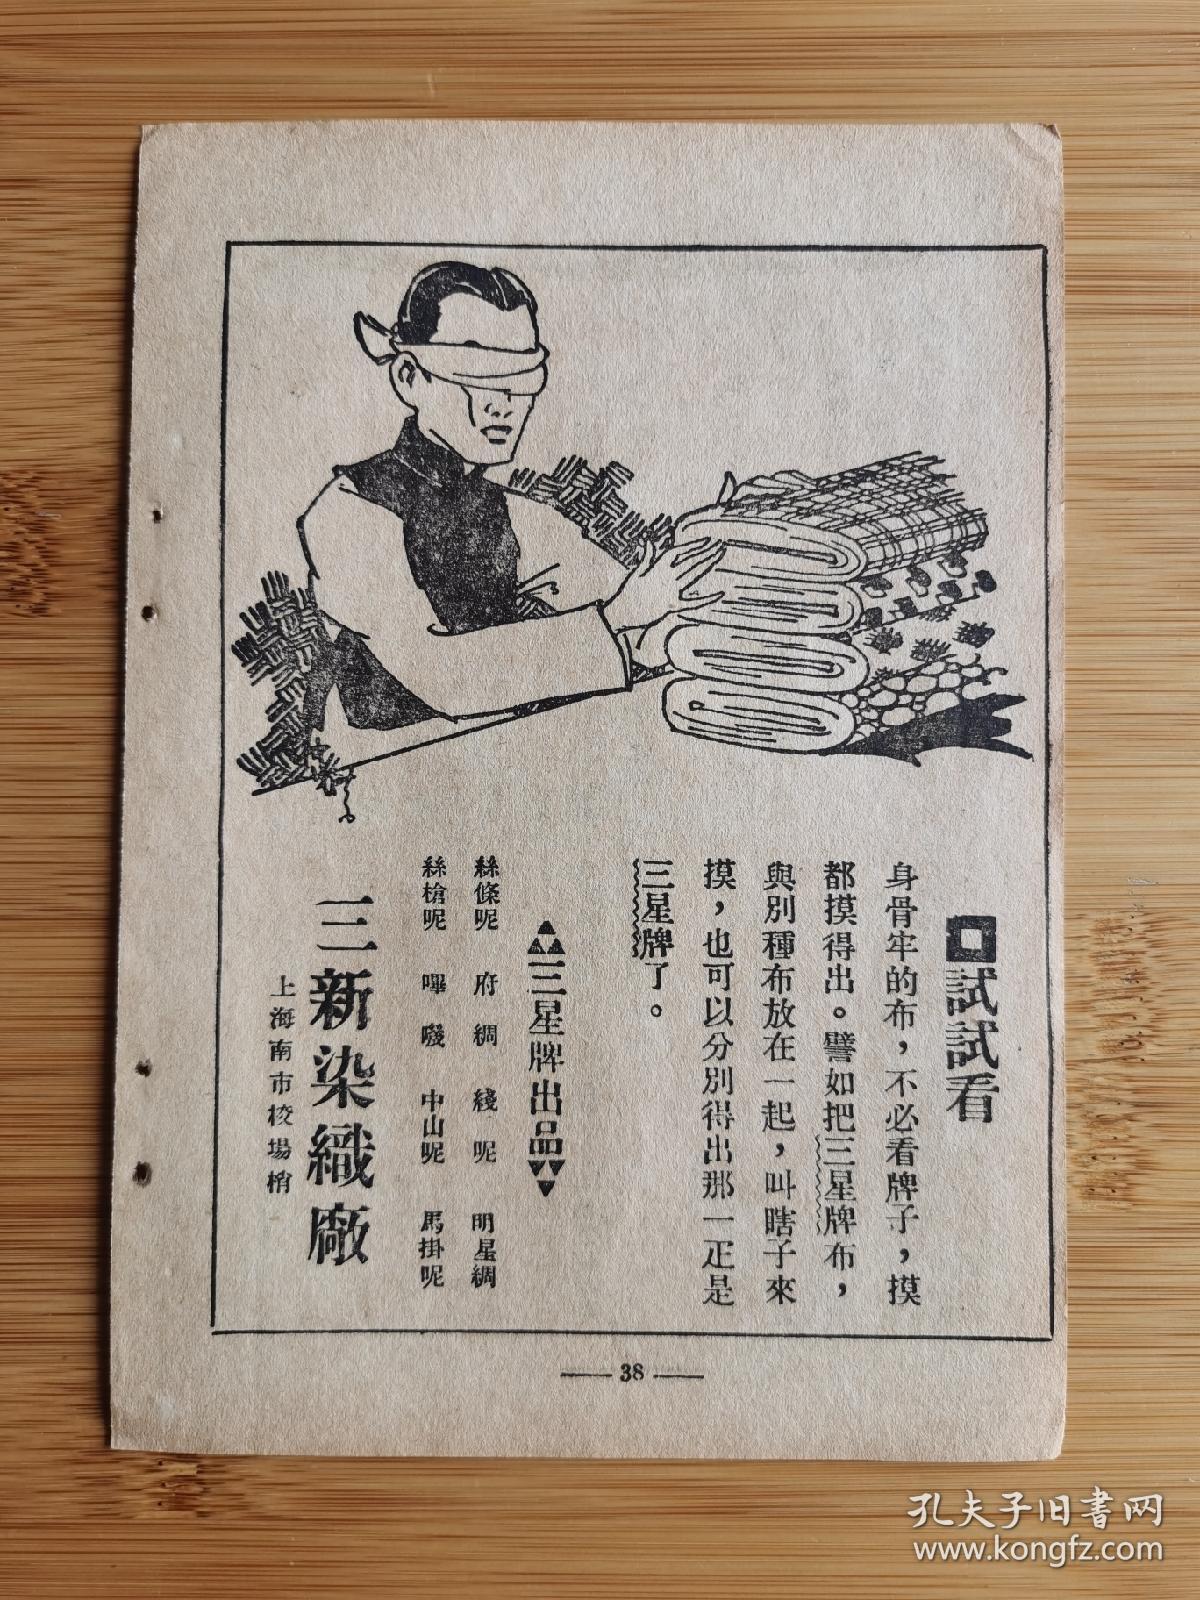 試試看
身骨牢的布，不必看牌子，摸
都摸得出。譬如把三星牌布，
與別種布放在一起，叫瞎子來
摸，也可以分別得出那一疋是
三星牌了。
三星牌出品
絲條呢 府綢 綫呢 明星綢
絲槍呢 嗶嘰 中山呢 馬掛呢
三新染織廠
上海南市校場梢
38
孔夫子旧书网
www.kongfz.com